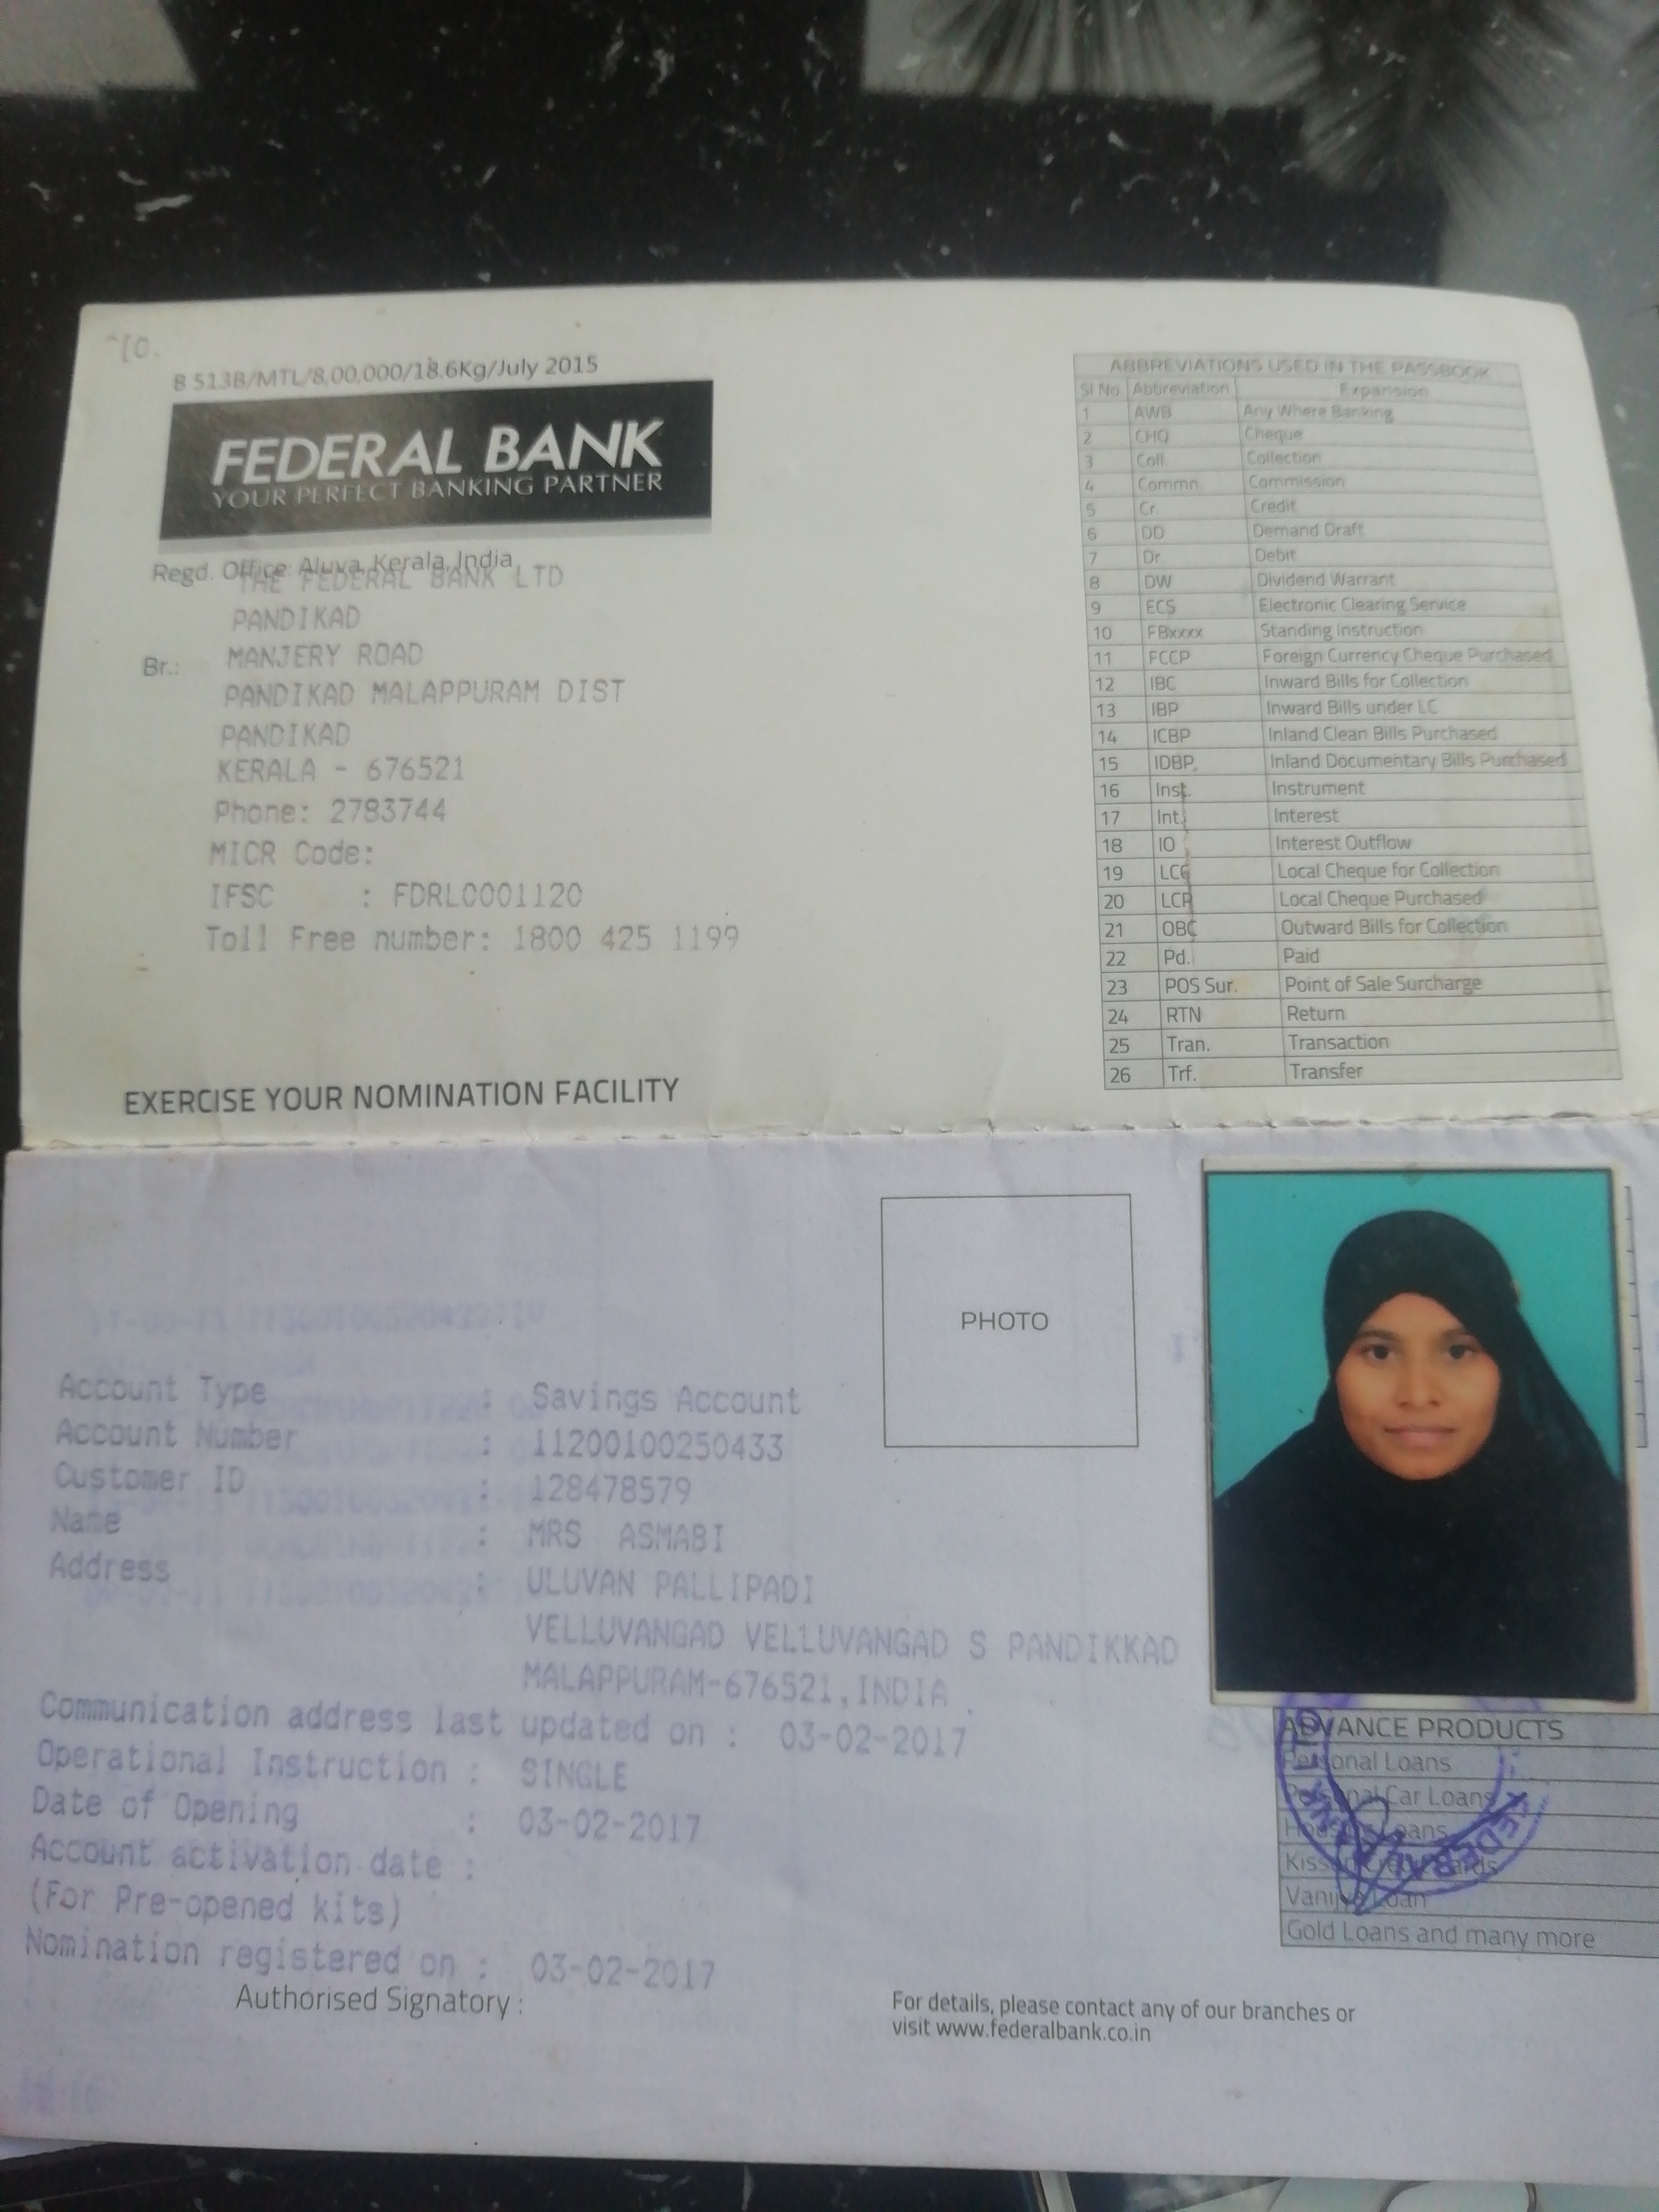 B 513B/MTL/8,00,000/18.6Kg/July 2015
FEDERAL BANK
YOUR PERFECT BANKING PARTNER
Regd. Office: Aluva, Kerala, India
THE FEDERAL BANK LTD
PANDIKAD
Br.: MANJERY ROAD
PANDIKAD MALAPPURAM DIST
PANDIKAD
KERALA - 676521
Phone: 2783744
MICR Code:
IFSC : FDRL0001120
Toll Free number: 1800 425 1199
EXERCISE YOUR NOMINATION FACILITY
ABBREVIATIONS USED IN THE PASSBOOK
Sl No Abbreviation Expansion
1 AWB Any Where Banking
2 CHQ Cheque
3 Coll Collection
4 Commn Commission
5 Cr Credit
6 DD Demand Draft
7 Dr. Debit
8 DW Dividend Warrant
9 ECS Electronic Clearing Service
10 FBxxxx Standing Instruction
11 FCCP Foreign Currency Cheque Purchased
12 IBC Inward Bills for Collection
13 IBP Inward Bills under LC
14 ICBP Inland Clean Bills Purchased
15 IDBP Inland Documentary Bills Purchased
16 Inst. Instrument
17 Int. Interest
18 IO Interest Outflow
19 LCC Local Cheque for Collection
20 LCP Local Cheque Purchased
21 OBC Outward Bills for Collection
22 Pd. Paid
23 POS Sur. Point of Sale Surcharge
24 RTN Return
25 Tran. Transaction
26 Trf. Transfer
PHOTO
Account Type : Savings Account
Account Number : 11200100250433
Customer ID : 128478579
Name : MRS ASMABI
Address : ULUVAN PALLIPADI
VELLUVANGAD VELLUVANGAD S PANDIKKAD
MALAPPURAM-676521,INDIA .
Communication address last updated on : 03-02-2017
Operational Instruction : SINGLE
Date of Opening : 03-02-2017
Account activation date :
(For Pre-opened kits)
Nomination registered on : 03-02-2017
Authorised Signatory :
ADVANCE PRODUCTS
Personal Loans
Personal Car Loans
Housing Loans
Kissan Credit Cards
Vanijya Loan
Gold Loans and many more
For details, please contact any of our branches or
visit www.federalbank.co.in